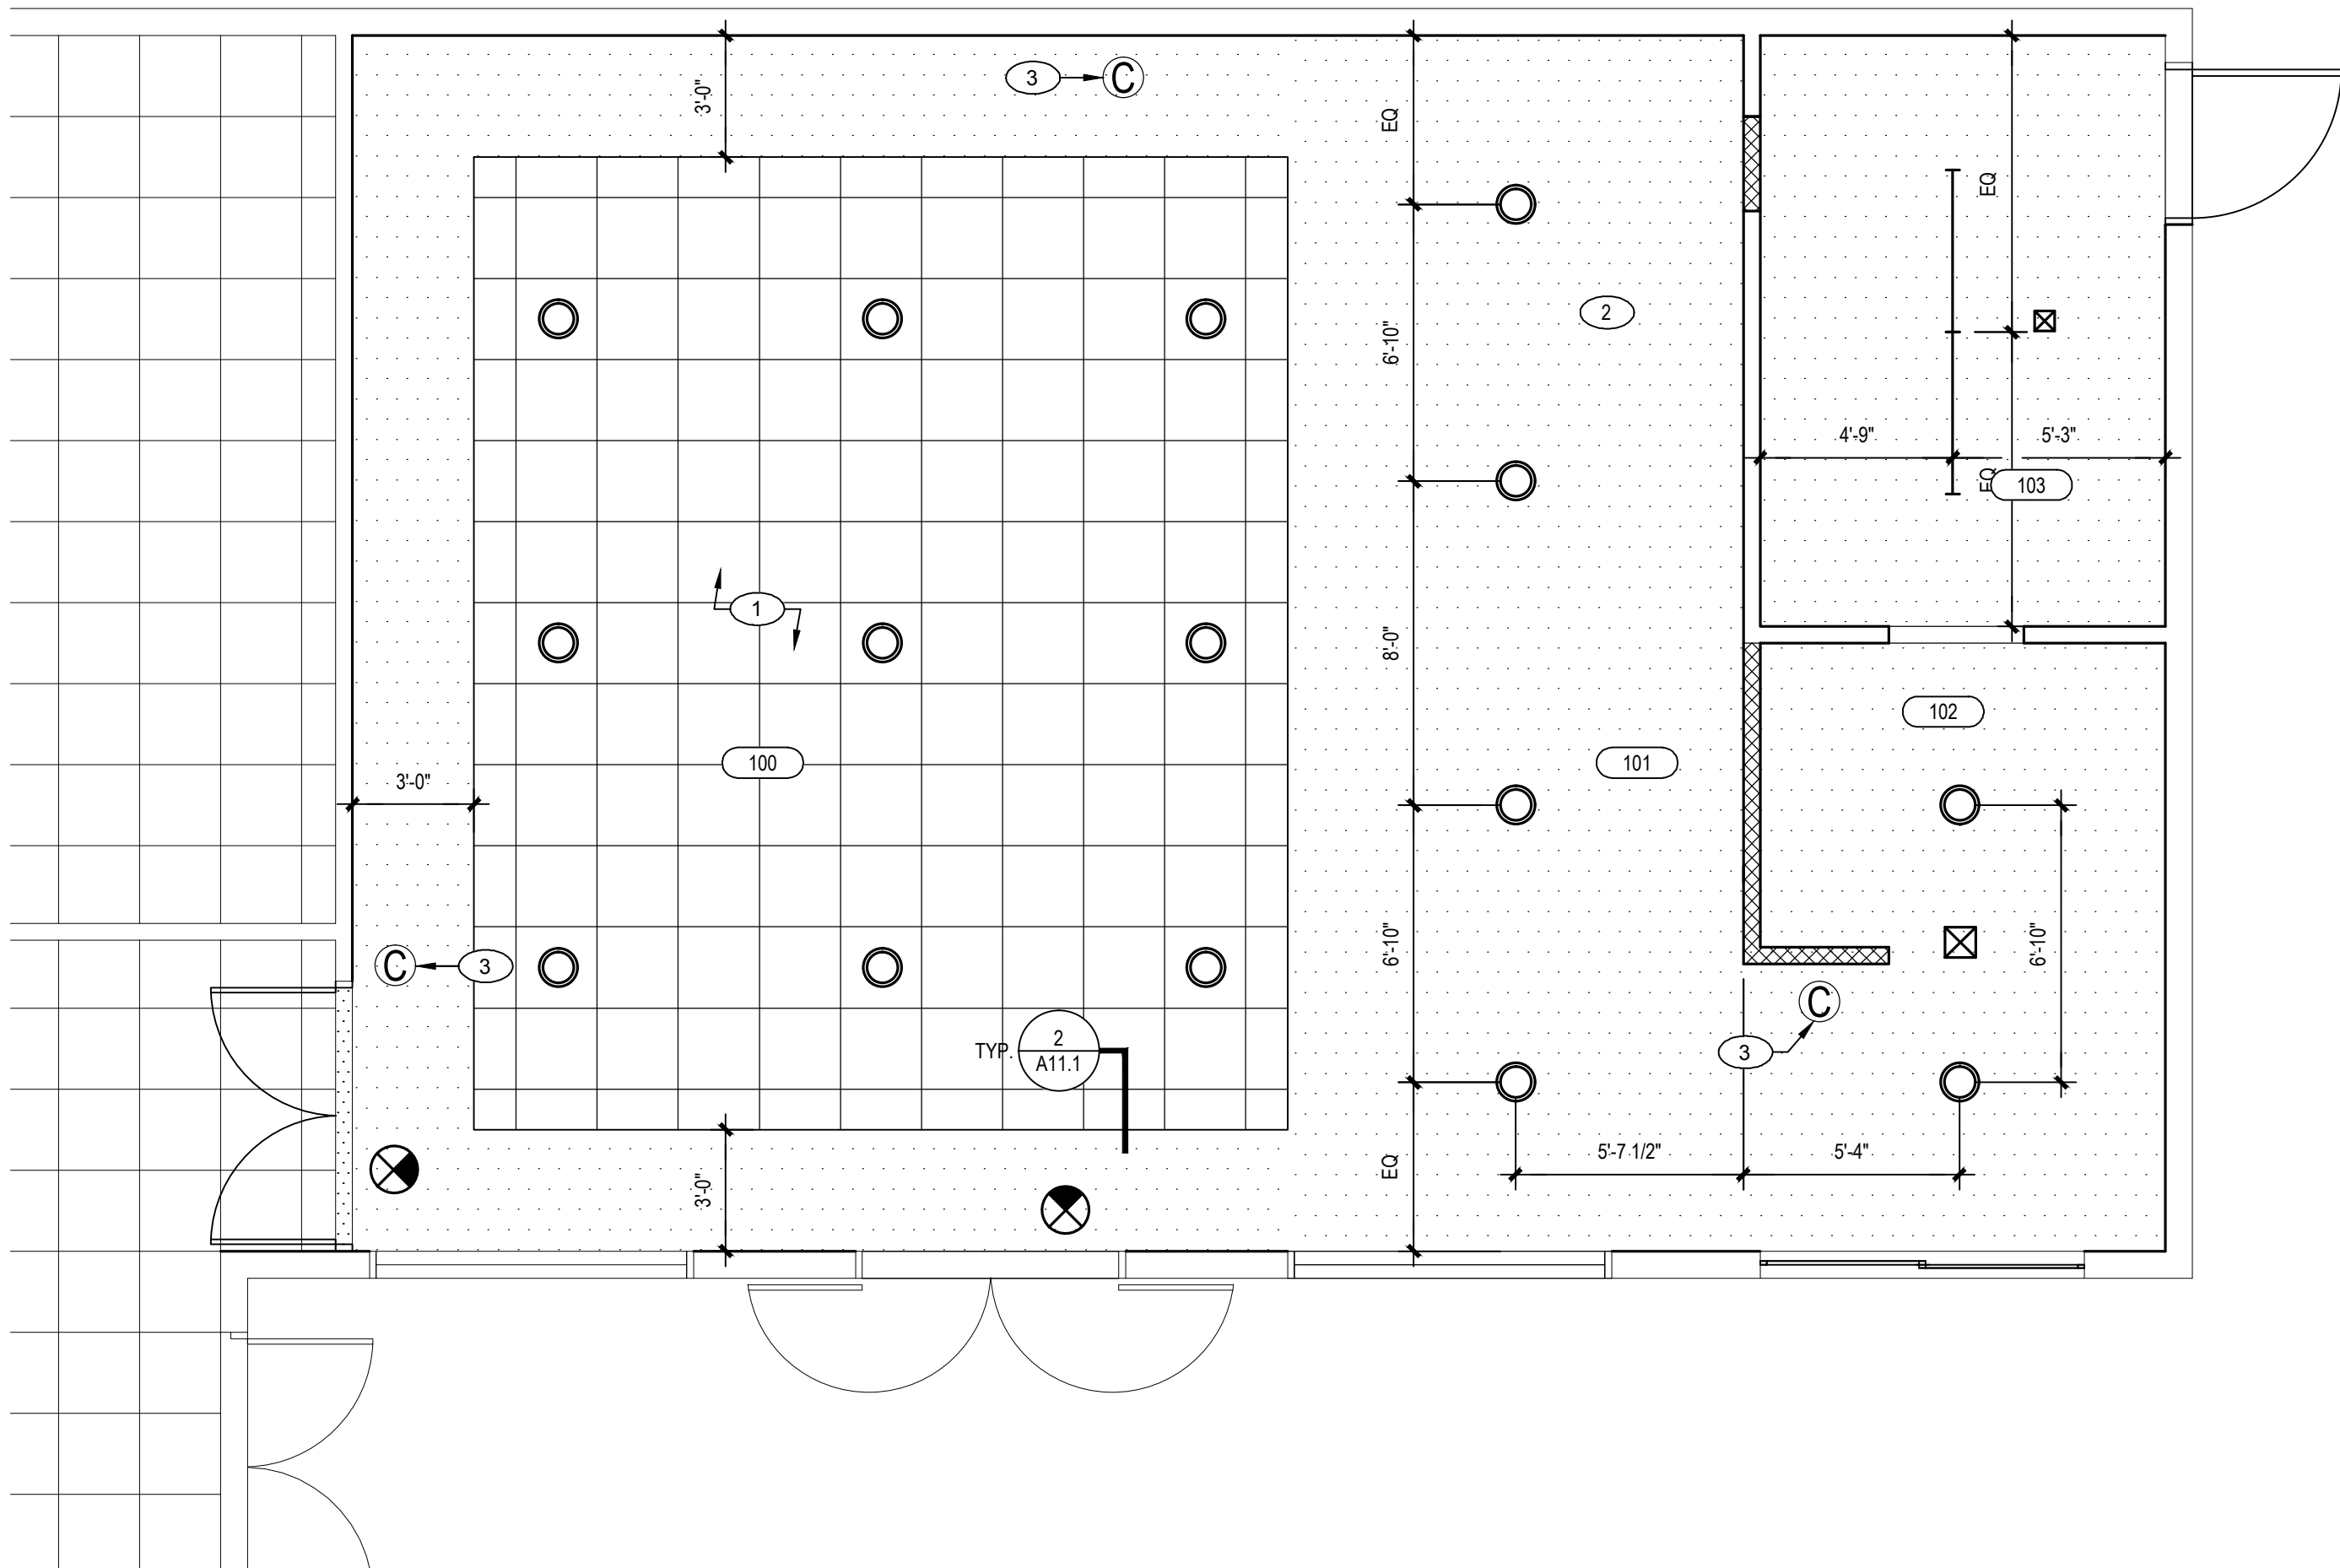 3
C
3'-0"
EQ
EQ
2
6'-10"
4'-9"
5'-3"
EQ
103
1
8'-0"
102
100
101
3'-0"
6'-10"
6'-10"
C
3
C
2
TYP.
A11.1
3
5'-7 1/2"
5'-4"
EQ
3'-0"